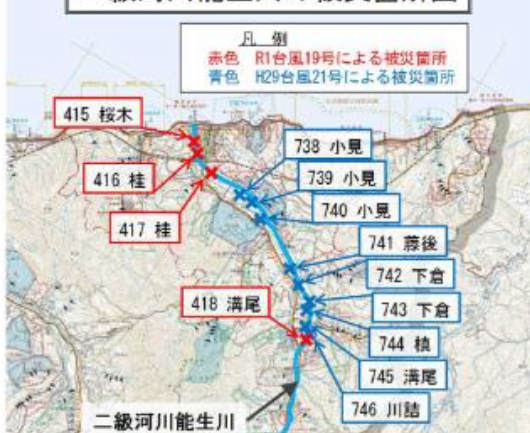 二級河川能生川の被災箇所図
凡 例
赤色 R1台風19号による被災箇所
青色 H29台風21号による被災箇所
415 桜木
416 桂
417 桂
738 小見
739 小見
740 小見
741 藤後
742 下倉
743 下倉
744 槙
745 溝尾
746 川詰
418 溝尾
二級河川能生川